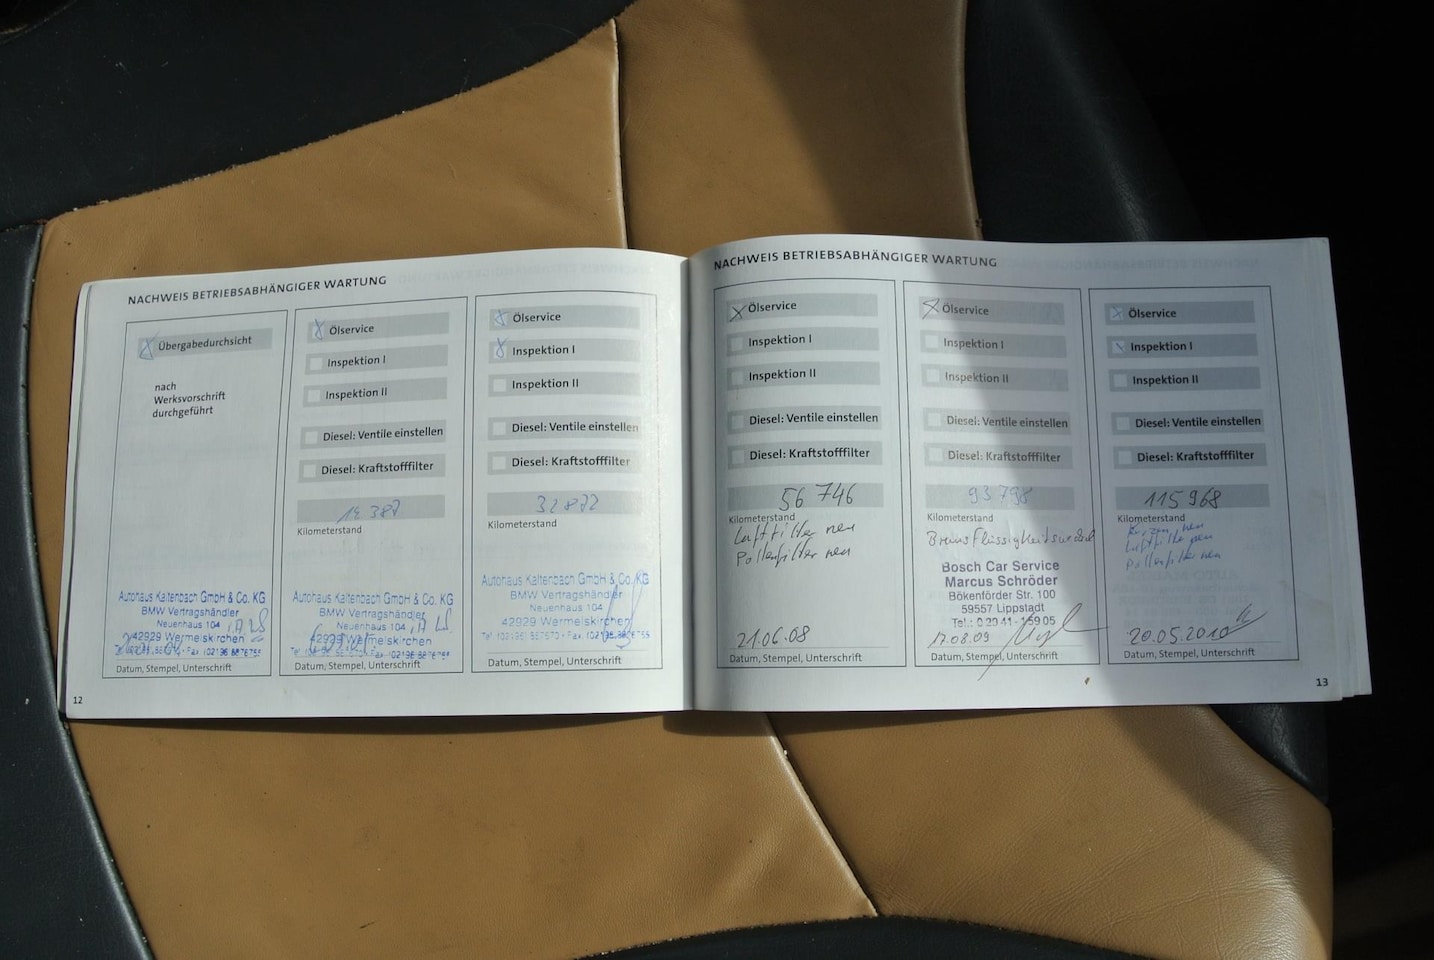 NACHWEIS BETRIEBSABHÄNGIGER WARTUNG
Übergabedurchsicht
nach
Werksvorschrift
durchgeführt
Autohaus Kaltenbach GmbH & Co. KG
BMW Vertragshändler
Neuenhaus 104
42929 Wermelskirchen
Datum, Stempel, Unterschrift
Ölservice
Inspektion I
Inspektion II
Diesel: Ventile einstellen
Diesel: Kraftstofffilter
Kilometerstand
Autohaus Kaltenbach GmbH & Co. KG
BMW Vertragshändler
Neuenhaus 104
42929 Wermelskirchen
Datum, Stempel, Unterschrift
Ölservice
Inspektion I
Inspektion II
Diesel: Ventile einstellen
Diesel: Kraftstofffilter
32872
Kilometerstand
Autohaus Kaltenbach GmbH & Co. KG
BMW Vertragshändler
Neuenhaus 104
42929 Wermelskirchen
Datum, Stempel, Unterschrift
12
NACHWEIS BETRIEBSABHÄNGIGER WARTUNG
Ölservice
Inspektion I
Inspektion II
Diesel: Ventile einstellen
Diesel: Kraftstofffilter
56 746
Kilometerstand
Luftfilter neu
Pollenfilter neu
21.06.08
Datum, Stempel, Unterschrift
Ölservice
Inspektion I
Inspektion II
Diesel: Ventile einstellen
Diesel: Kraftstofffilter
93 798
Kilometerstand
Bosch Car Service
Marcus Schröder
Bökenförder Str. 100
59557 Lippstadt
17.08.09
Datum, Stempel, Unterschrift
Ölservice
Inspektion I
Inspektion II
Diesel: Ventile einstellen
Diesel: Kraftstofffilter
115 968
Kilometerstand
Luftfilter neu
Pollenfilter neu
20.05.2010
Datum, Stempel, Unterschrift
13